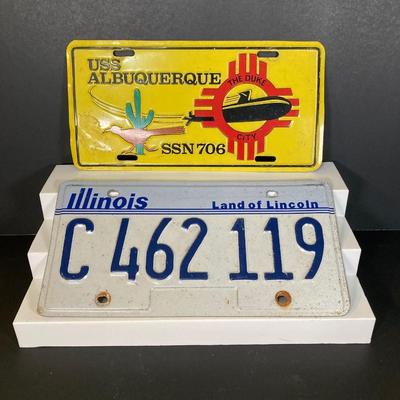 USS
ALBUQUERQUE
THE DUKE
CITY
SSN 706
Illinois Land of Lincoln
C 462 119